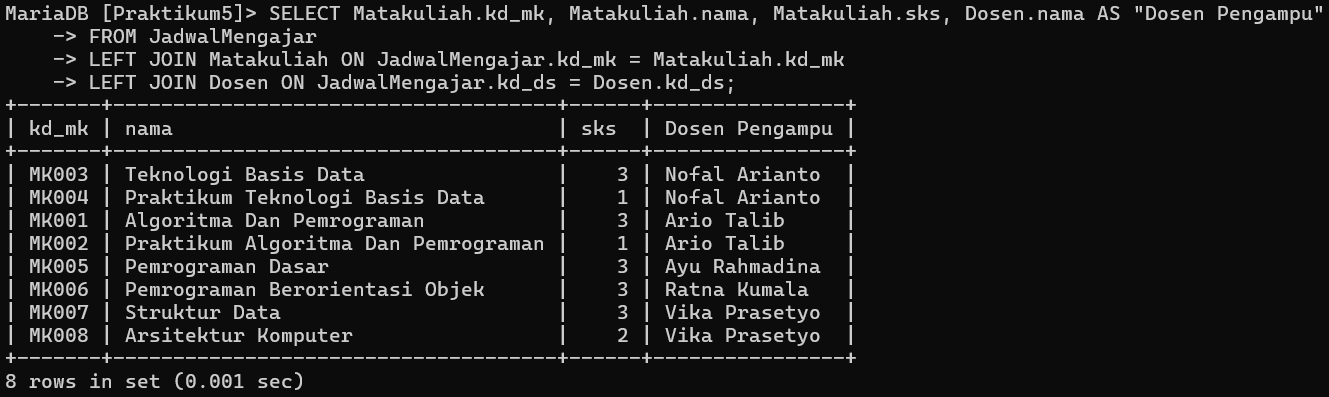 MariaDB [Praktikum5]> SELECT Matakuliah.kd_mk, Matakuliah.nama, Matakuliah.sks, Dosen.nama AS "Dosen Pengampu"
    -> FROM JadwalMengajar
    -> LEFT JOIN Matakuliah ON JadwalMengajar.kd_mk = Matakuliah.kd_mk
    -> LEFT JOIN Dosen ON JadwalMengajar.kd_ds = Dosen.kd_ds;
+-------+-------------------------------------+------+----------------+
| kd_mk | nama                                | sks  | Dosen Pengampu |
+-------+-------------------------------------+------+----------------+
| MK003 | Teknologi Basis Data                |    3 | Nofal Arianto  |
| MK004 | Praktikum Teknologi Basis Data      |    1 | Nofal Arianto  |
| MK001 | Algoritma Dan Pemrograman           |    3 | Ario Talib     |
| MK002 | Praktikum Algoritma Dan Pemrograman |    1 | Ario Talib     |
| MK005 | Pemrograman Dasar                   |    3 | Ayu Rahmadina  |
| MK006 | Pemrograman Berorientasi Objek      |    3 | Ratna Kumala   |
| MK007 | Struktur Data                       |    3 | Vika Prasetyo  |
| MK008 | Arsitektur Komputer                 |    2 | Vika Prasetyo  |
+-------+-------------------------------------+------+----------------+
8 rows in set (0.001 sec)